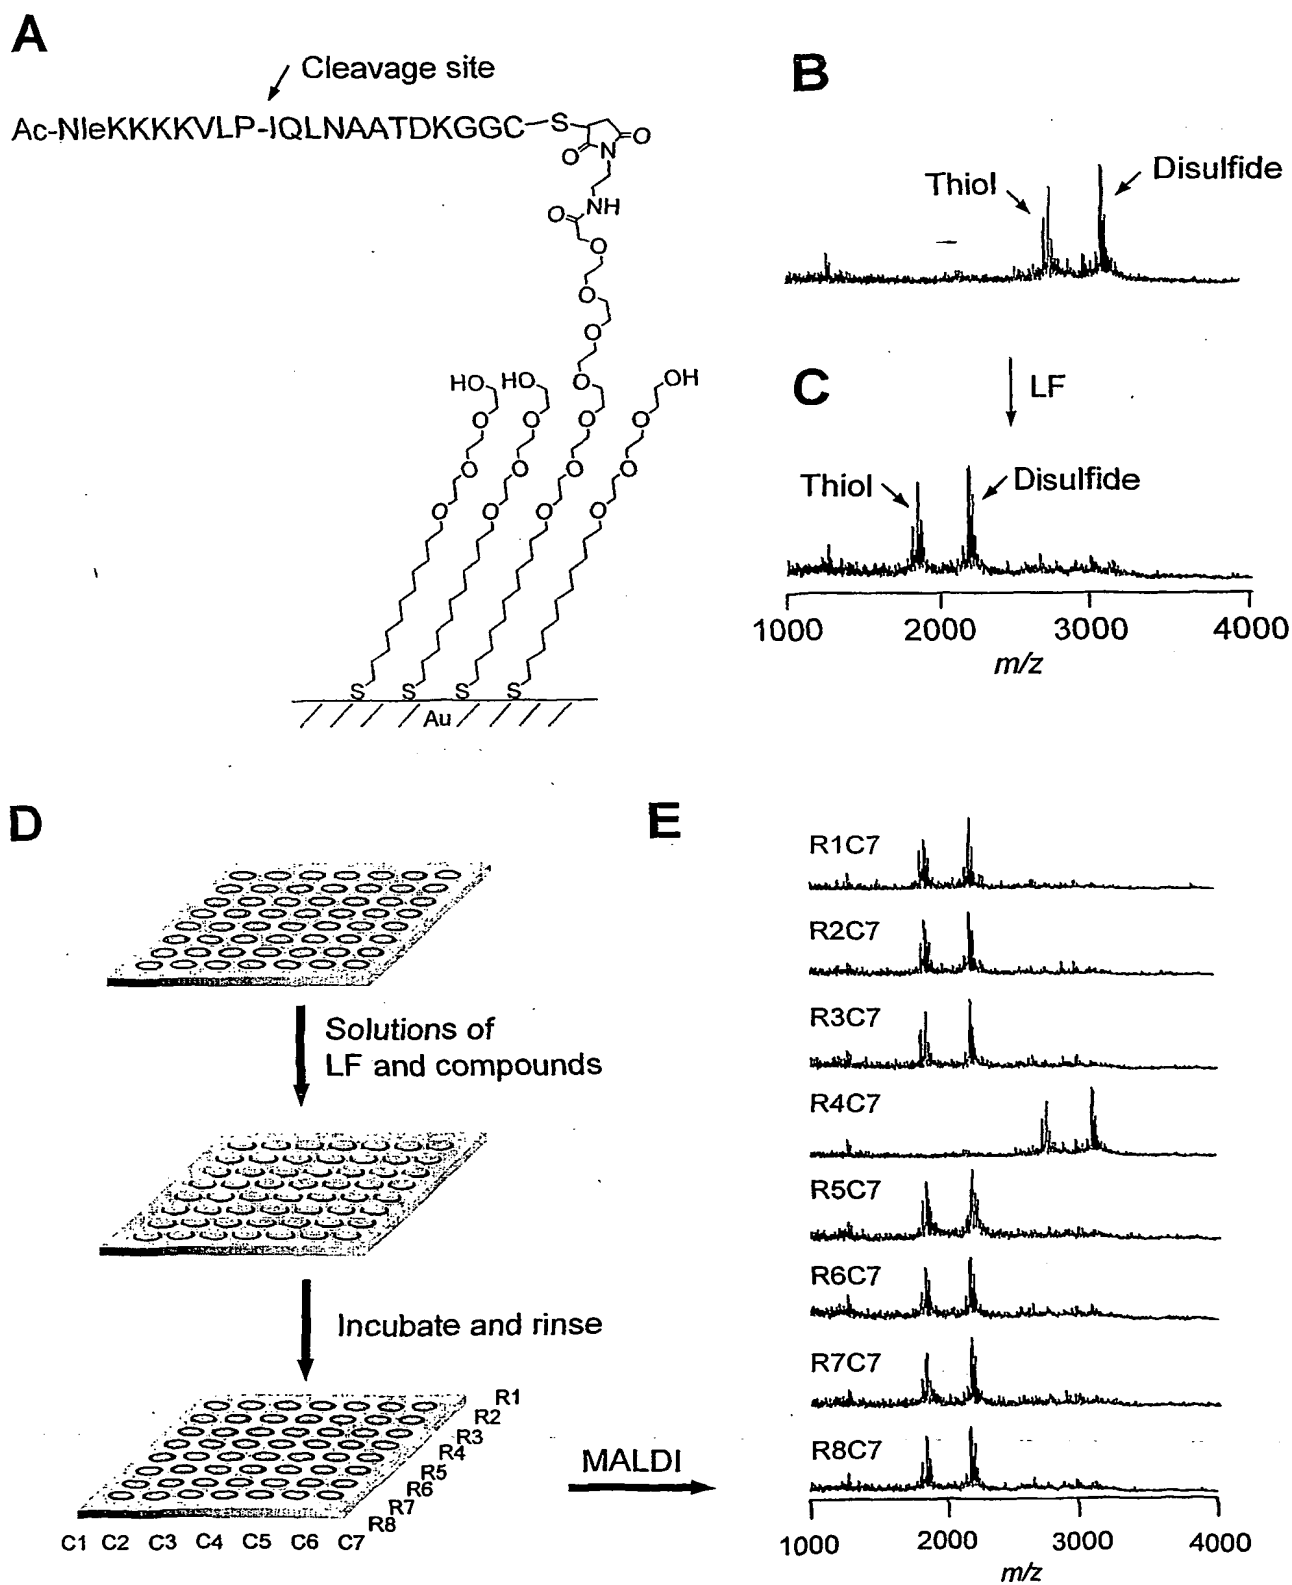 A
Cleavage site
Ac-NleKKKKVLP-IQLNAATDKGGC
S
O
O
N
NH
O
O
O
O
O
HO
HO
OH
O
O
O
O
O
O
O
O
O
O
O
S
S
S
S
Au
B
Thiol
Disulfide
LF
C
Thiol
Disulfide
1000
2000
3000
4000
m/z
D
Solutions of
LF and compounds
Incubate and rinse
R1
R2
R3
R4
R5
R6
R7
R8
C1 C2 C3 C4 C5 C6 C7
MALDI
E
R1C7
R2C7
R3C7
R4C7
R5C7
R6C7
R7C7
R8C7
1000
2000
3000
4000
m/z